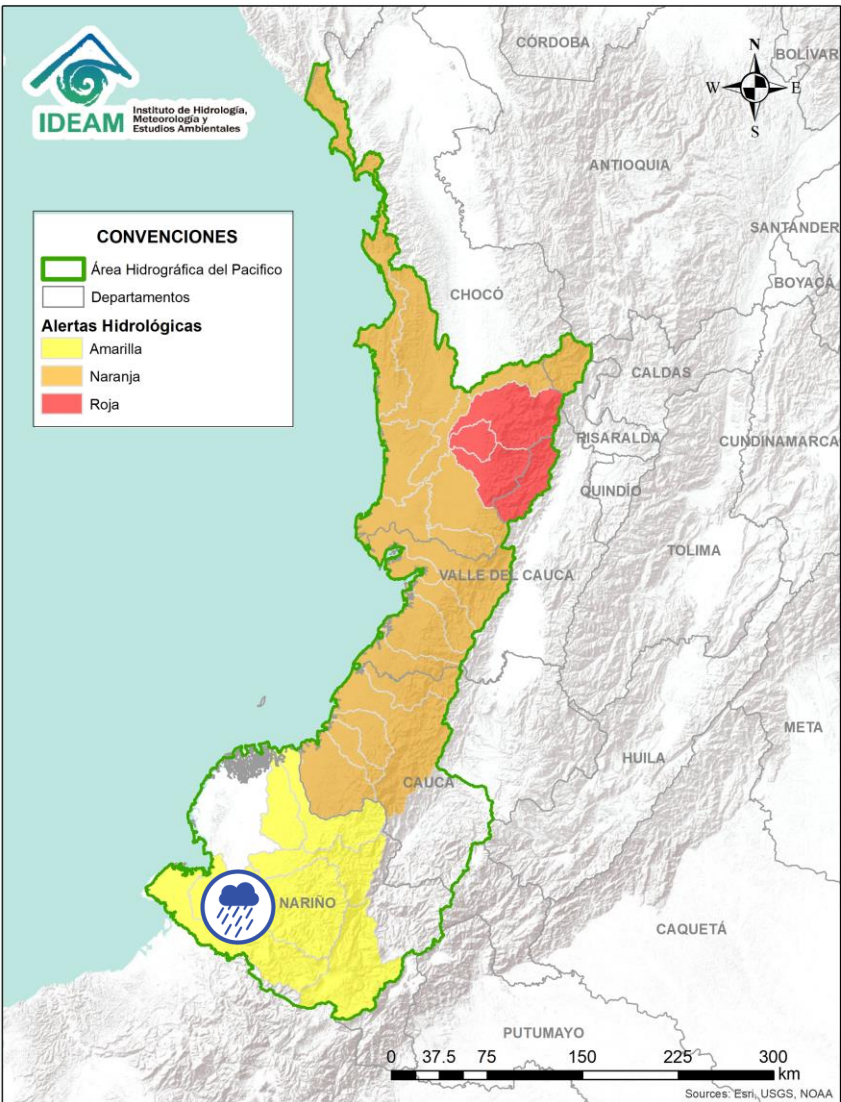 IDEAM
Instituto de Hidrología,
Meteorología y
Estudios Ambientales
N
W
E
S
CONVENCIONES
Área Hidrográfica del Pacifico
Departamentos
Alertas Hidrológicas
Amarilla
Naranja
Roja
CÓRDOBA
BOLÍVAR
ANTIOQUIA
SANTANDER
BOYACÁ
CHOCÓ
CALDAS
RISARALDA
CUNDINAMARCA
QUINDÍO
TOLIMA
VALLE DEL CAUCA
META
HUILA
CAUCA
NARIÑO
CAQUETÁ
PUTUMAYO
0 37.5 75 150 225 300
km
Sources: Esri, USGS, NOAA